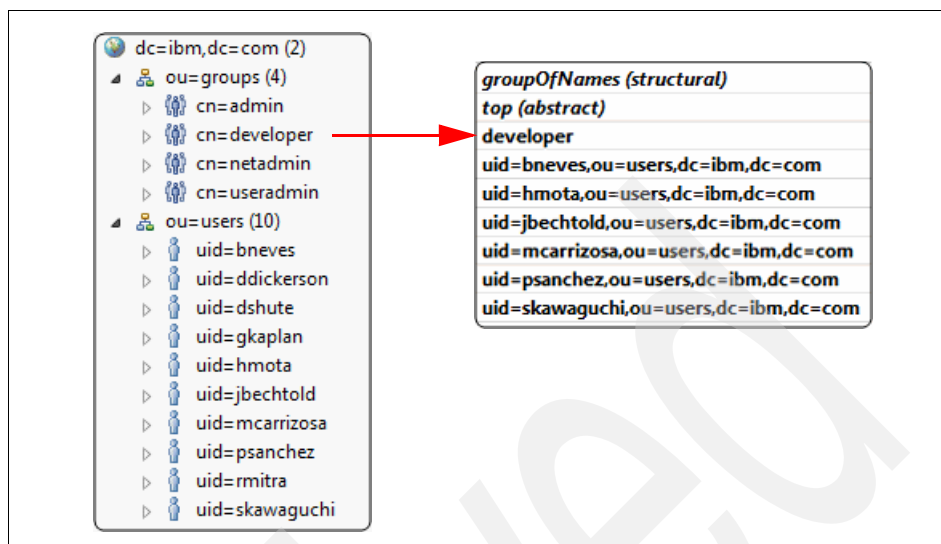 dc=ibm,dc=com (2)
ou=groups (4)
cn=admin
cn=developer
cn=netadmin
cn=useradmin
ou=users (10)
uid=bneves
uid=ddickerson
uid=dshute
uid=gkaplan
uid=hmota
uid=jbechtold
uid=mcarrizosa
uid=psanchez
uid=rmitra
uid=skawaguchi
groupOfNames (structural)
top (abstract)
developer
uid=bneves,ou=users,dc=ibm,dc=com
uid=hmota,ou=users,dc=ibm,dc=com
uid=jbechtold,ou=users,dc=ibm,dc=com
uid=mcarrizosa,ou=users,dc=ibm,dc=com
uid=psanchez,ou=users,dc=ibm,dc=com
uid=skawaguchi,ou=users,dc=ibm,dc=com